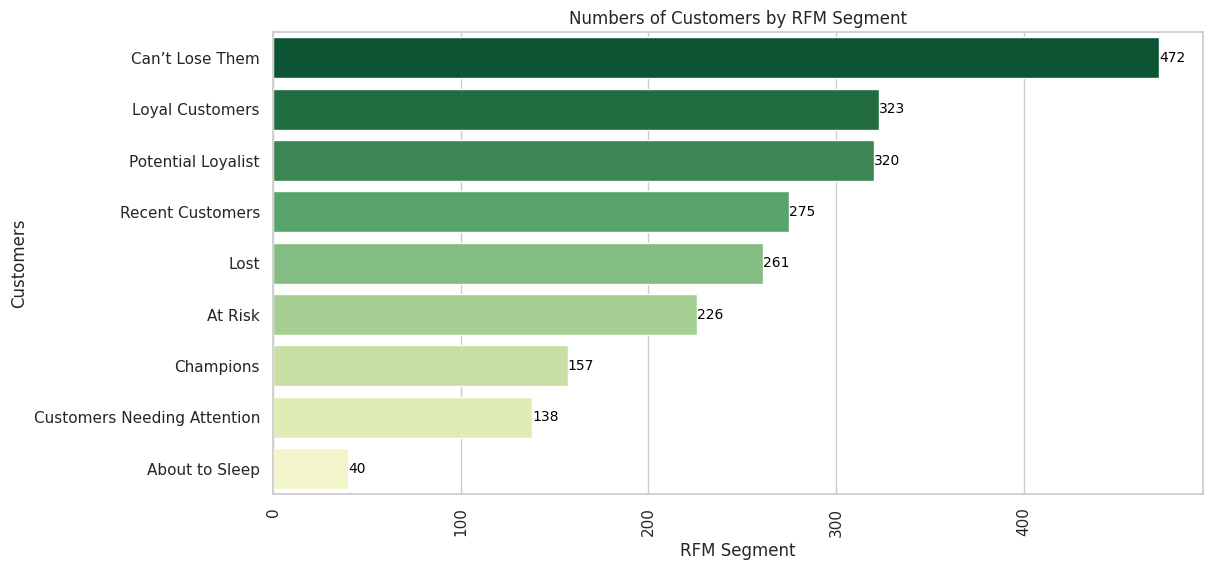 Numbers of Customers by RFM Segment
Customers
Can’t Lose Them 472
Loyal Customers 323
Potential Loyalist 320
Recent Customers 275
Lost 261
At Risk 226
Champions 157
Customers Needing Attention 138
About to Sleep 40
0 100 200 300 400
RFM Segment